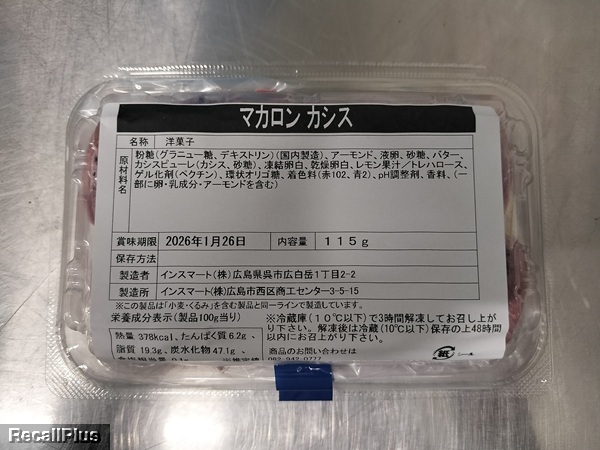 マカロン カシス
名称 洋菓子
原材料名 粉糖(グラニュー糖、デキストリン)(国内製造)、アーモンド、液卵、砂糖、バター、
カシスピューレ(カシス、砂糖)、凍結卵白、乾燥卵白、レモン果汁/トレハロース、
ゲル化剤(ペクチン)、環状オリゴ糖、着色料(赤102、青2)、pH調整剤、香料、(一
部に卵・乳成分・アーモンドを含む)
賞味期限 2026年1月26日 内容量 115g
保存方法
製造者 インスマート(株)広島県呉市広白岳1丁目2-2
製造所 インスマート(株)広島市西区商工センター3-5-15
※この製品は「小麦・くるみ」を含む製品と同一ラインで製造しています。
栄養成分表示(製品100g当り)
熱量 378kcal、たんぱく質6.2g、
脂質 19.3g、炭水化物47.1g、
※冷蔵庫(10℃以下)で3時間解凍してお召し上が
り下さい。解凍後は冷蔵(10℃以下)保存の上48時間
以内にお召し上がり下さい。
商品のお問い合わせは
082-942-0777
紙
RecallPlus